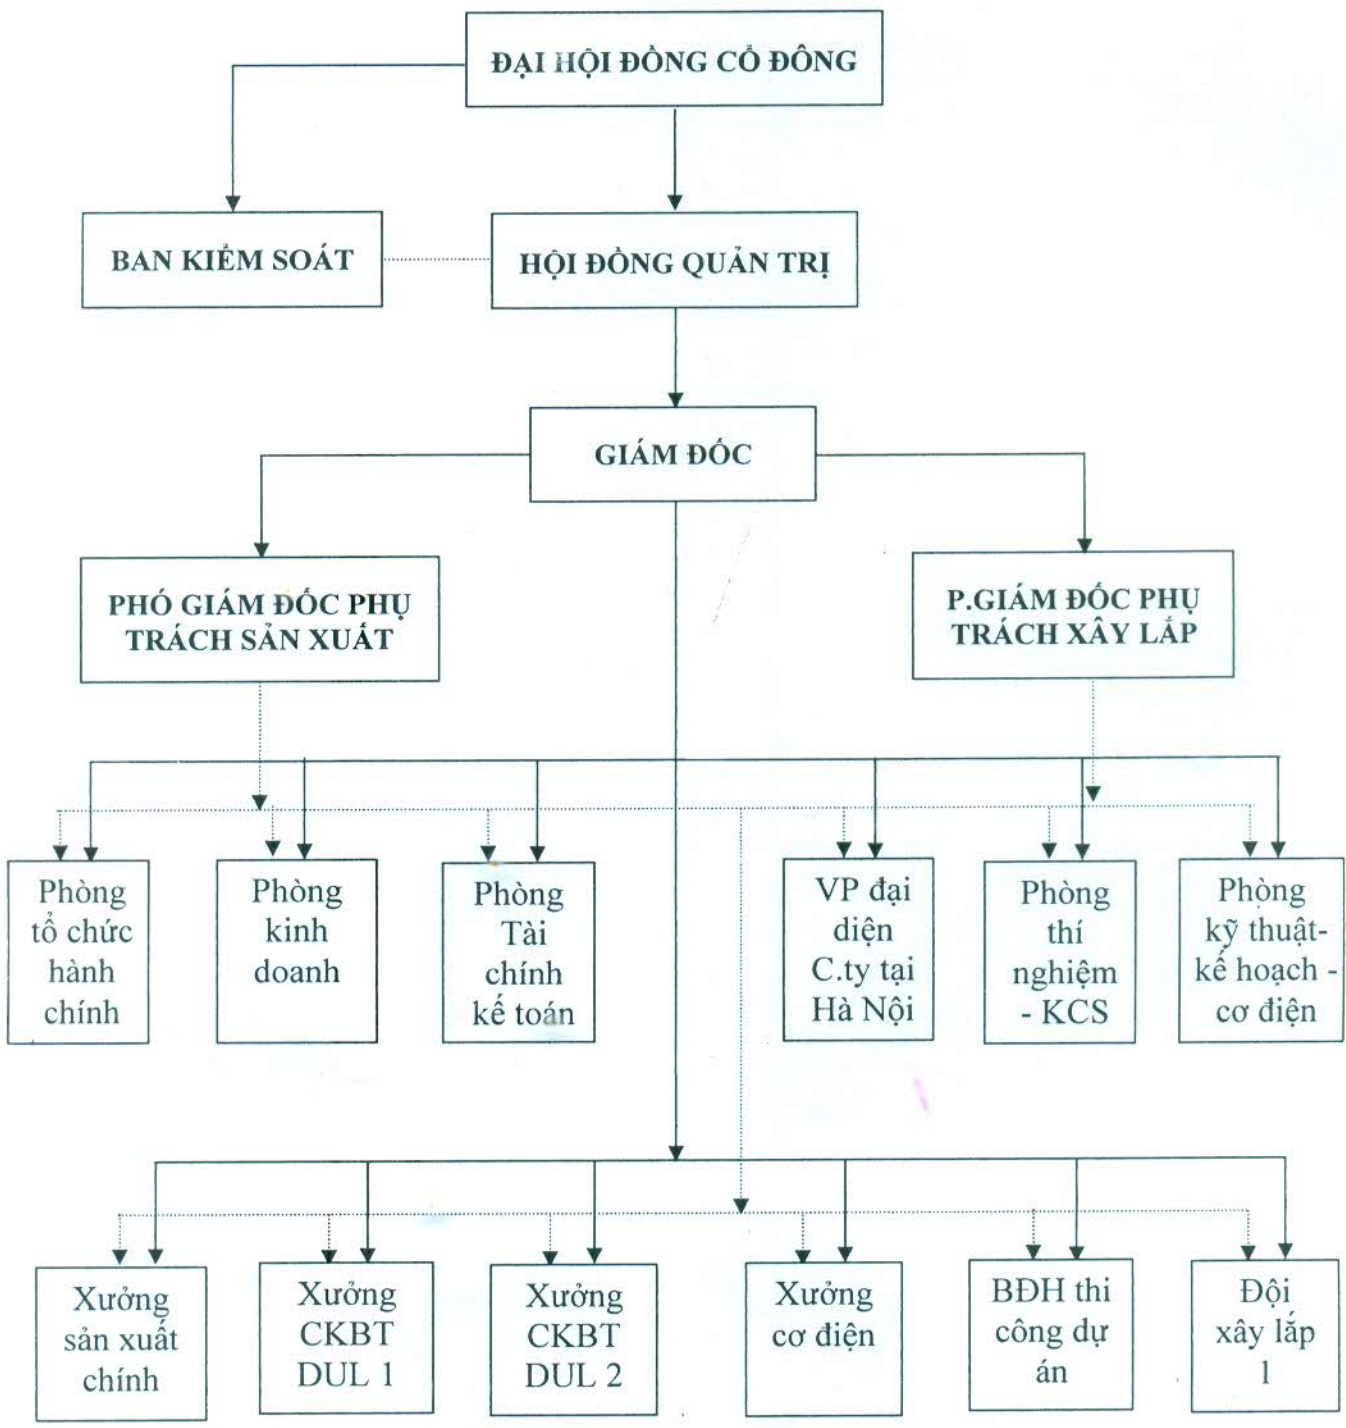 ĐẠI HỘI ĐỒNG CỔ ĐÔNG
BAN KIỂM SOÁT
HỘI ĐỒNG QUẢN TRỊ
GIÁM ĐỐC
PHÓ GIÁM ĐỐC PHỤ
TRÁCH SẢN XUẤT
P.GIÁM ĐỐC PHỤ
TRÁCH XÂY LẮP
Phòng
tổ chức
hành
chính
Phòng
kinh
doanh
Phòng
Tài
chính
kế toán
VP đại
diện
C.ty tại
Hà Nội
Phòng
thí
nghiệm
- KCS
Phòng
kỹ thuật-
kế hoạch -
cơ điện
Xưởng
sản xuất
chính
Xưởng
CKBT
DUL 1
Xưởng
CKBT
DUL 2
Xưởng
cơ điện
BĐH thi
công dự
án
Đội
xây lắp
1